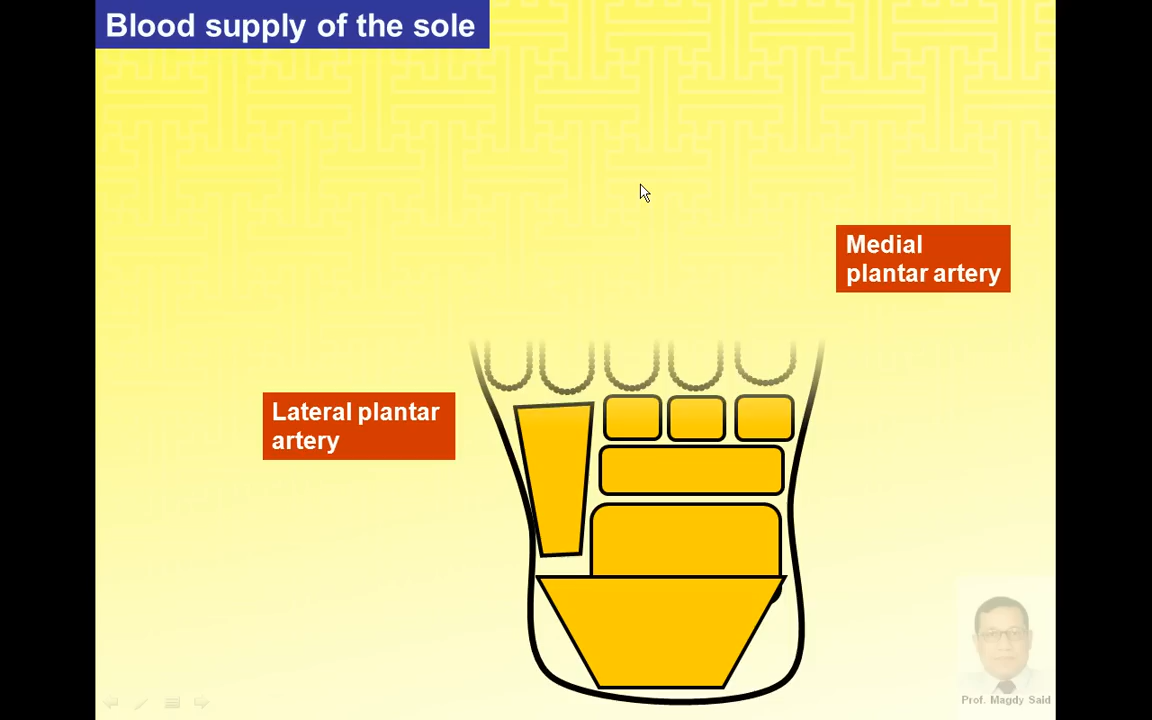 Blood supply of the sole
Medial
plantar artery
Lateral plantar
artery
Prof. Magdy Said